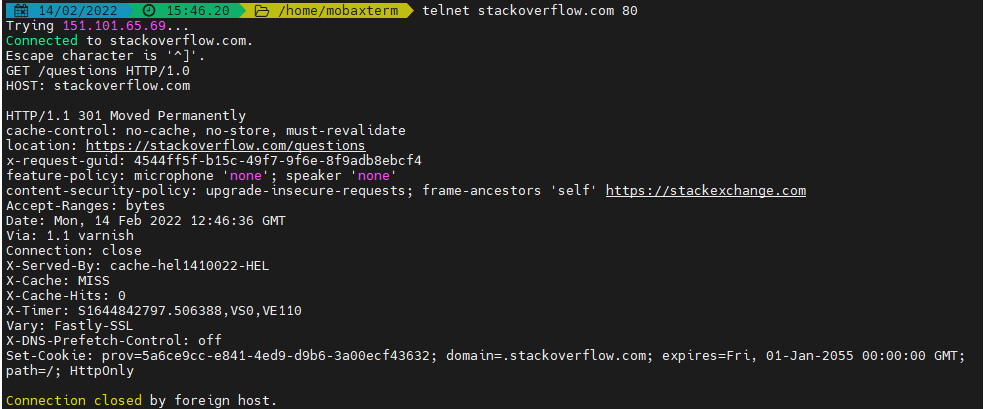 14/02/2022 15:46.20 /home/mobaxterm telnet stackoverflow.com 80
Trying 151.101.65.69...
Connected to stackoverflow.com.
Escape character is '^]'.
GET /questions HTTP/1.0
HOST: stackoverflow.com
HTTP/1.1 301 Moved Permanently
cache-control: no-cache, no-store, must-revalidate
location: https://stackoverflow.com/questions
x-request-guid: 4544ff5f-b15c-49f7-9f6e-8f9adb8ebcf4
feature-policy: microphone 'none'; speaker 'none'
content-security-policy: upgrade-insecure-requests; frame-ancestors 'self' https://stackexchange.com
Accept-Ranges: bytes
Date: Mon, 14 Feb 2022 12:46:36 GMT
Via: 1.1 varnish
Connection: close
X-Served-By: cache-hel1410022-HEL
X-Cache: MISS
X-Cache-Hits: 0
X-Timer: S1644842797.506388,VS0,VE110
Vary: Fastly-SSL
X-DNS-Prefetch-Control: off
Set-Cookie: prov=5a6ce9cc-e841-4ed9-d9b6-3a00ecf43632; domain=.stackoverflow.com; expires=Fri, 01-Jan-2055 00:00:00 GMT;
path=/; HttpOnly
Connection closed by foreign host.